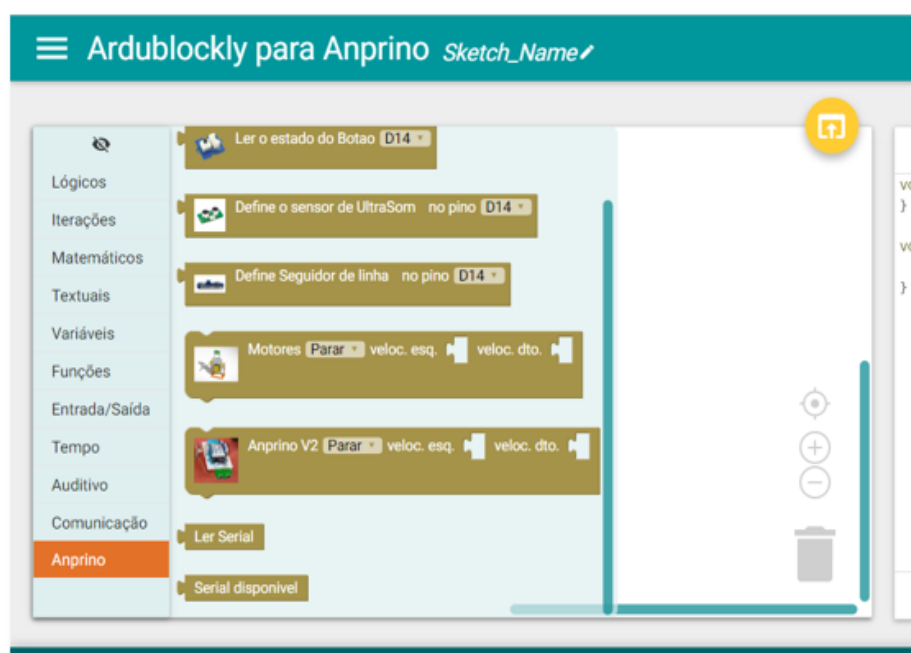 Ardublockly para Anprino Sketch_Name
Lógicos
Iterações
Matemáticos
Textuais
Variáveis
Funções
Entrada/Saída
Tempo
Auditivo
Comunicação
Anprino
Ler o estado do Botao D14
Define o sensor de UltraSom no pino D14
Define Seguidor de linha no pino D14
Motores Parar veloc. esq. veloc. dto.
Anprino V2 Parar veloc. esq. veloc. dto.
Ler Serial
Serial disponivel
}
}